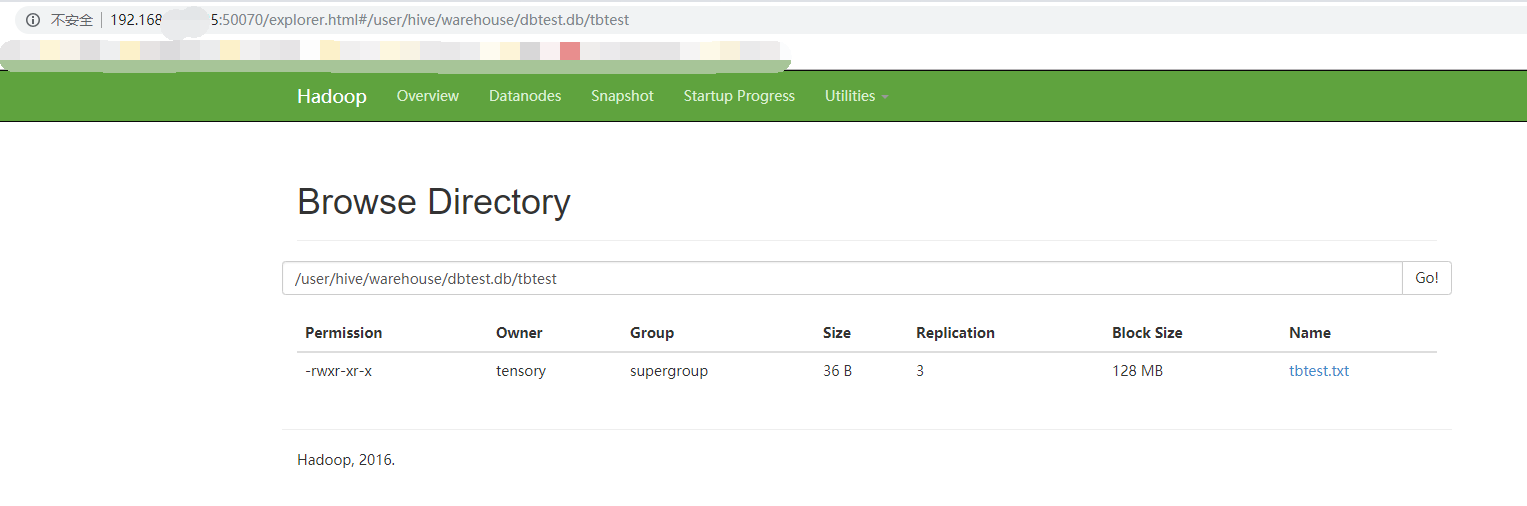 不安全 192.168 5:50070/explorer.html#/user/hive/warehouse/dbtest.db/tbtest
Hadoop Overview Datanodes Snapshot Startup Progress Utilities
Browse Directory
/user/hive/warehouse/dbtest.db/tbtest Go!
Permission Owner Group Size Replication Block Size Name
-rwxr-xr-x tensory supergroup 36 B 3 128 MB tbtest.txt
Hadoop, 2016.